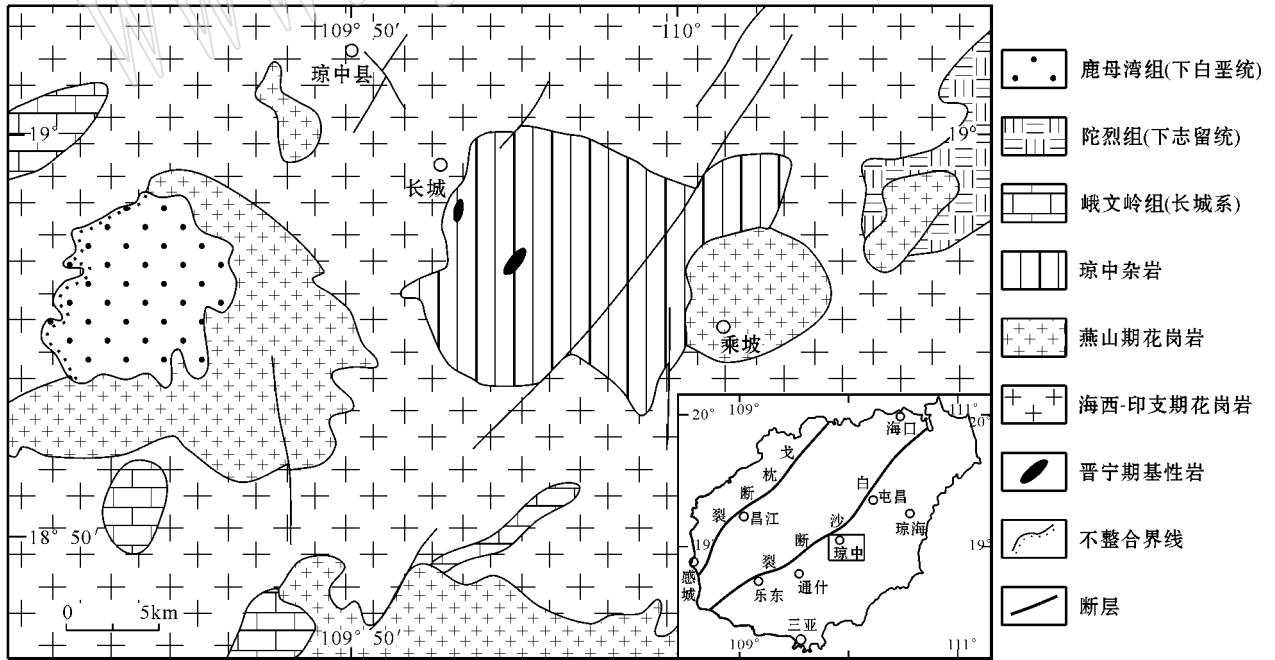 www.
109° 50′
110°
琼中县
19°
19°
长城
乘坡
18° 50′
0 5km
109° 50′
鹿母湾组(下白垩统)
陀烈组(下志留统)
峨文岭组(长城系)
琼中杂岩
燕山期花岗岩
海西-印支期花岗岩
晋宁期基性岩
不整合界线
断层
20° 109° 111°
20°
海口
戈枕断裂
白沙断裂
屯昌
昌江
琼海
19°
19°
琼中
感城
乐东
通什
三亚
109° 111°